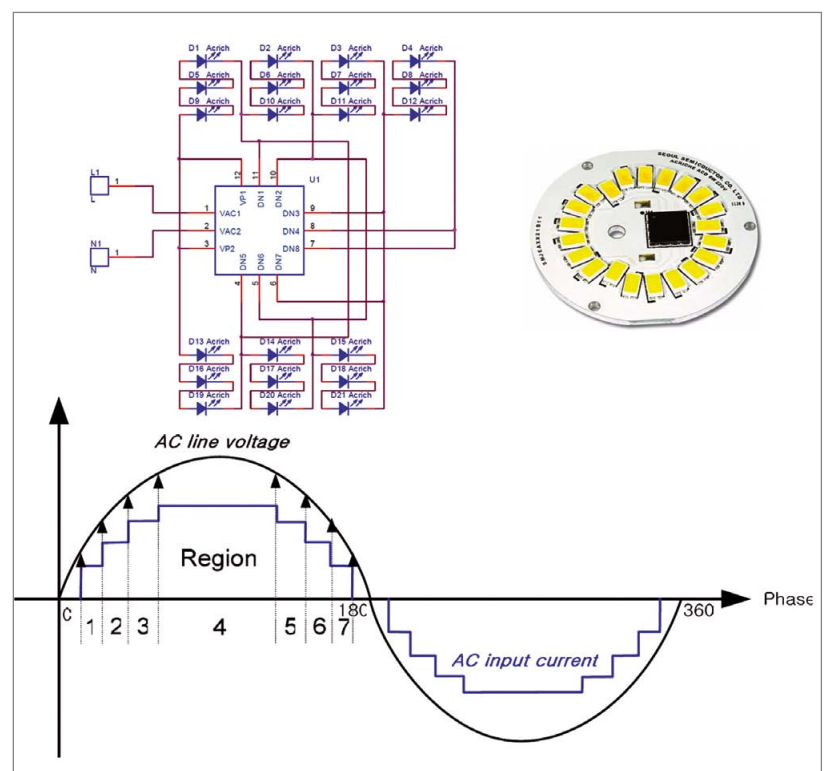 D1 Acrich D2 Acrich D3 Acrich D4 Acrich
D5 Acrich D6 Acrich D7 Acrich D8 Acrich
D9 Acrich D10 Acrich D11 Acrich D12 Acrich
SEOUL SEMICONDUCTOR CO. LTD
12 11 10 U1
VP1 DN1 DN2
L1 1
L
1 VAC1 DN3 9
2 VAC2 DN4 8
3 VP2 DN8 7
N1 1
N
DN5 DN6 DN7
4 5 6
D13 Acrich D14 Acrich D15 Acrich
D16 Acrich D17 Acrich D18 Acrich
D19 Acrich D20 Acrich D21 Acrich
AC line voltage
Region
C 18C 360 Phase
1 2 3 4 5 6 7
AC input current